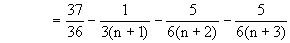 = 37/36 - 1/3(n + 1) - 5/6(n + 2) - 5/6(n + 3)